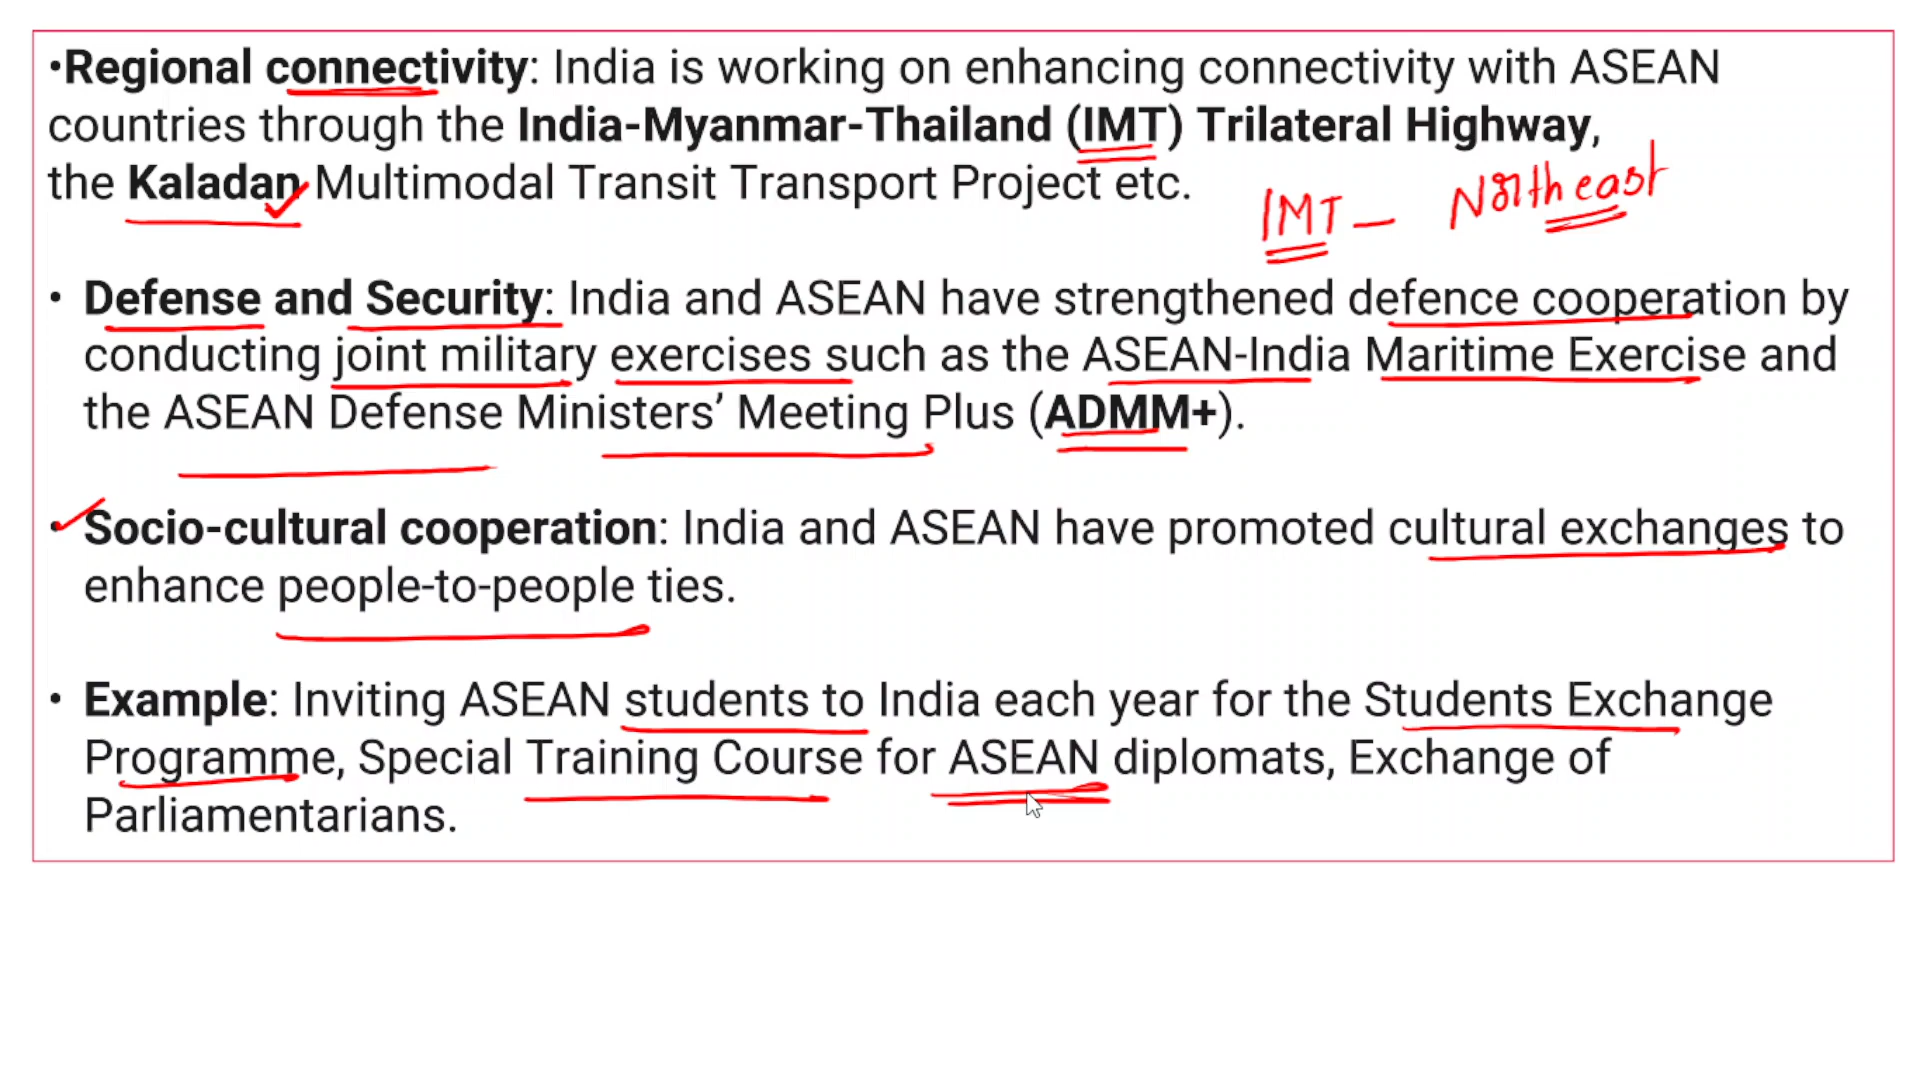 •Regional connectivity: India is working on enhancing connectivity with ASEAN
countries through the India-Myanmar-Thailand (IMT) Trilateral Highway,
the Kaladan Multimodal Transit Transport Project etc.
IMT – Northeast
• Defense and Security: India and ASEAN have strengthened defence cooperation by
conducting joint military exercises such as the ASEAN-India Maritime Exercise and
the ASEAN Defense Ministers’ Meeting Plus (ADMM+).
• Socio-cultural cooperation: India and ASEAN have promoted cultural exchanges to
enhance people-to-people ties.
• Example: Inviting ASEAN students to India each year for the Students Exchange
Programme, Special Training Course for ASEAN diplomats, Exchange of
Parliamentarians.